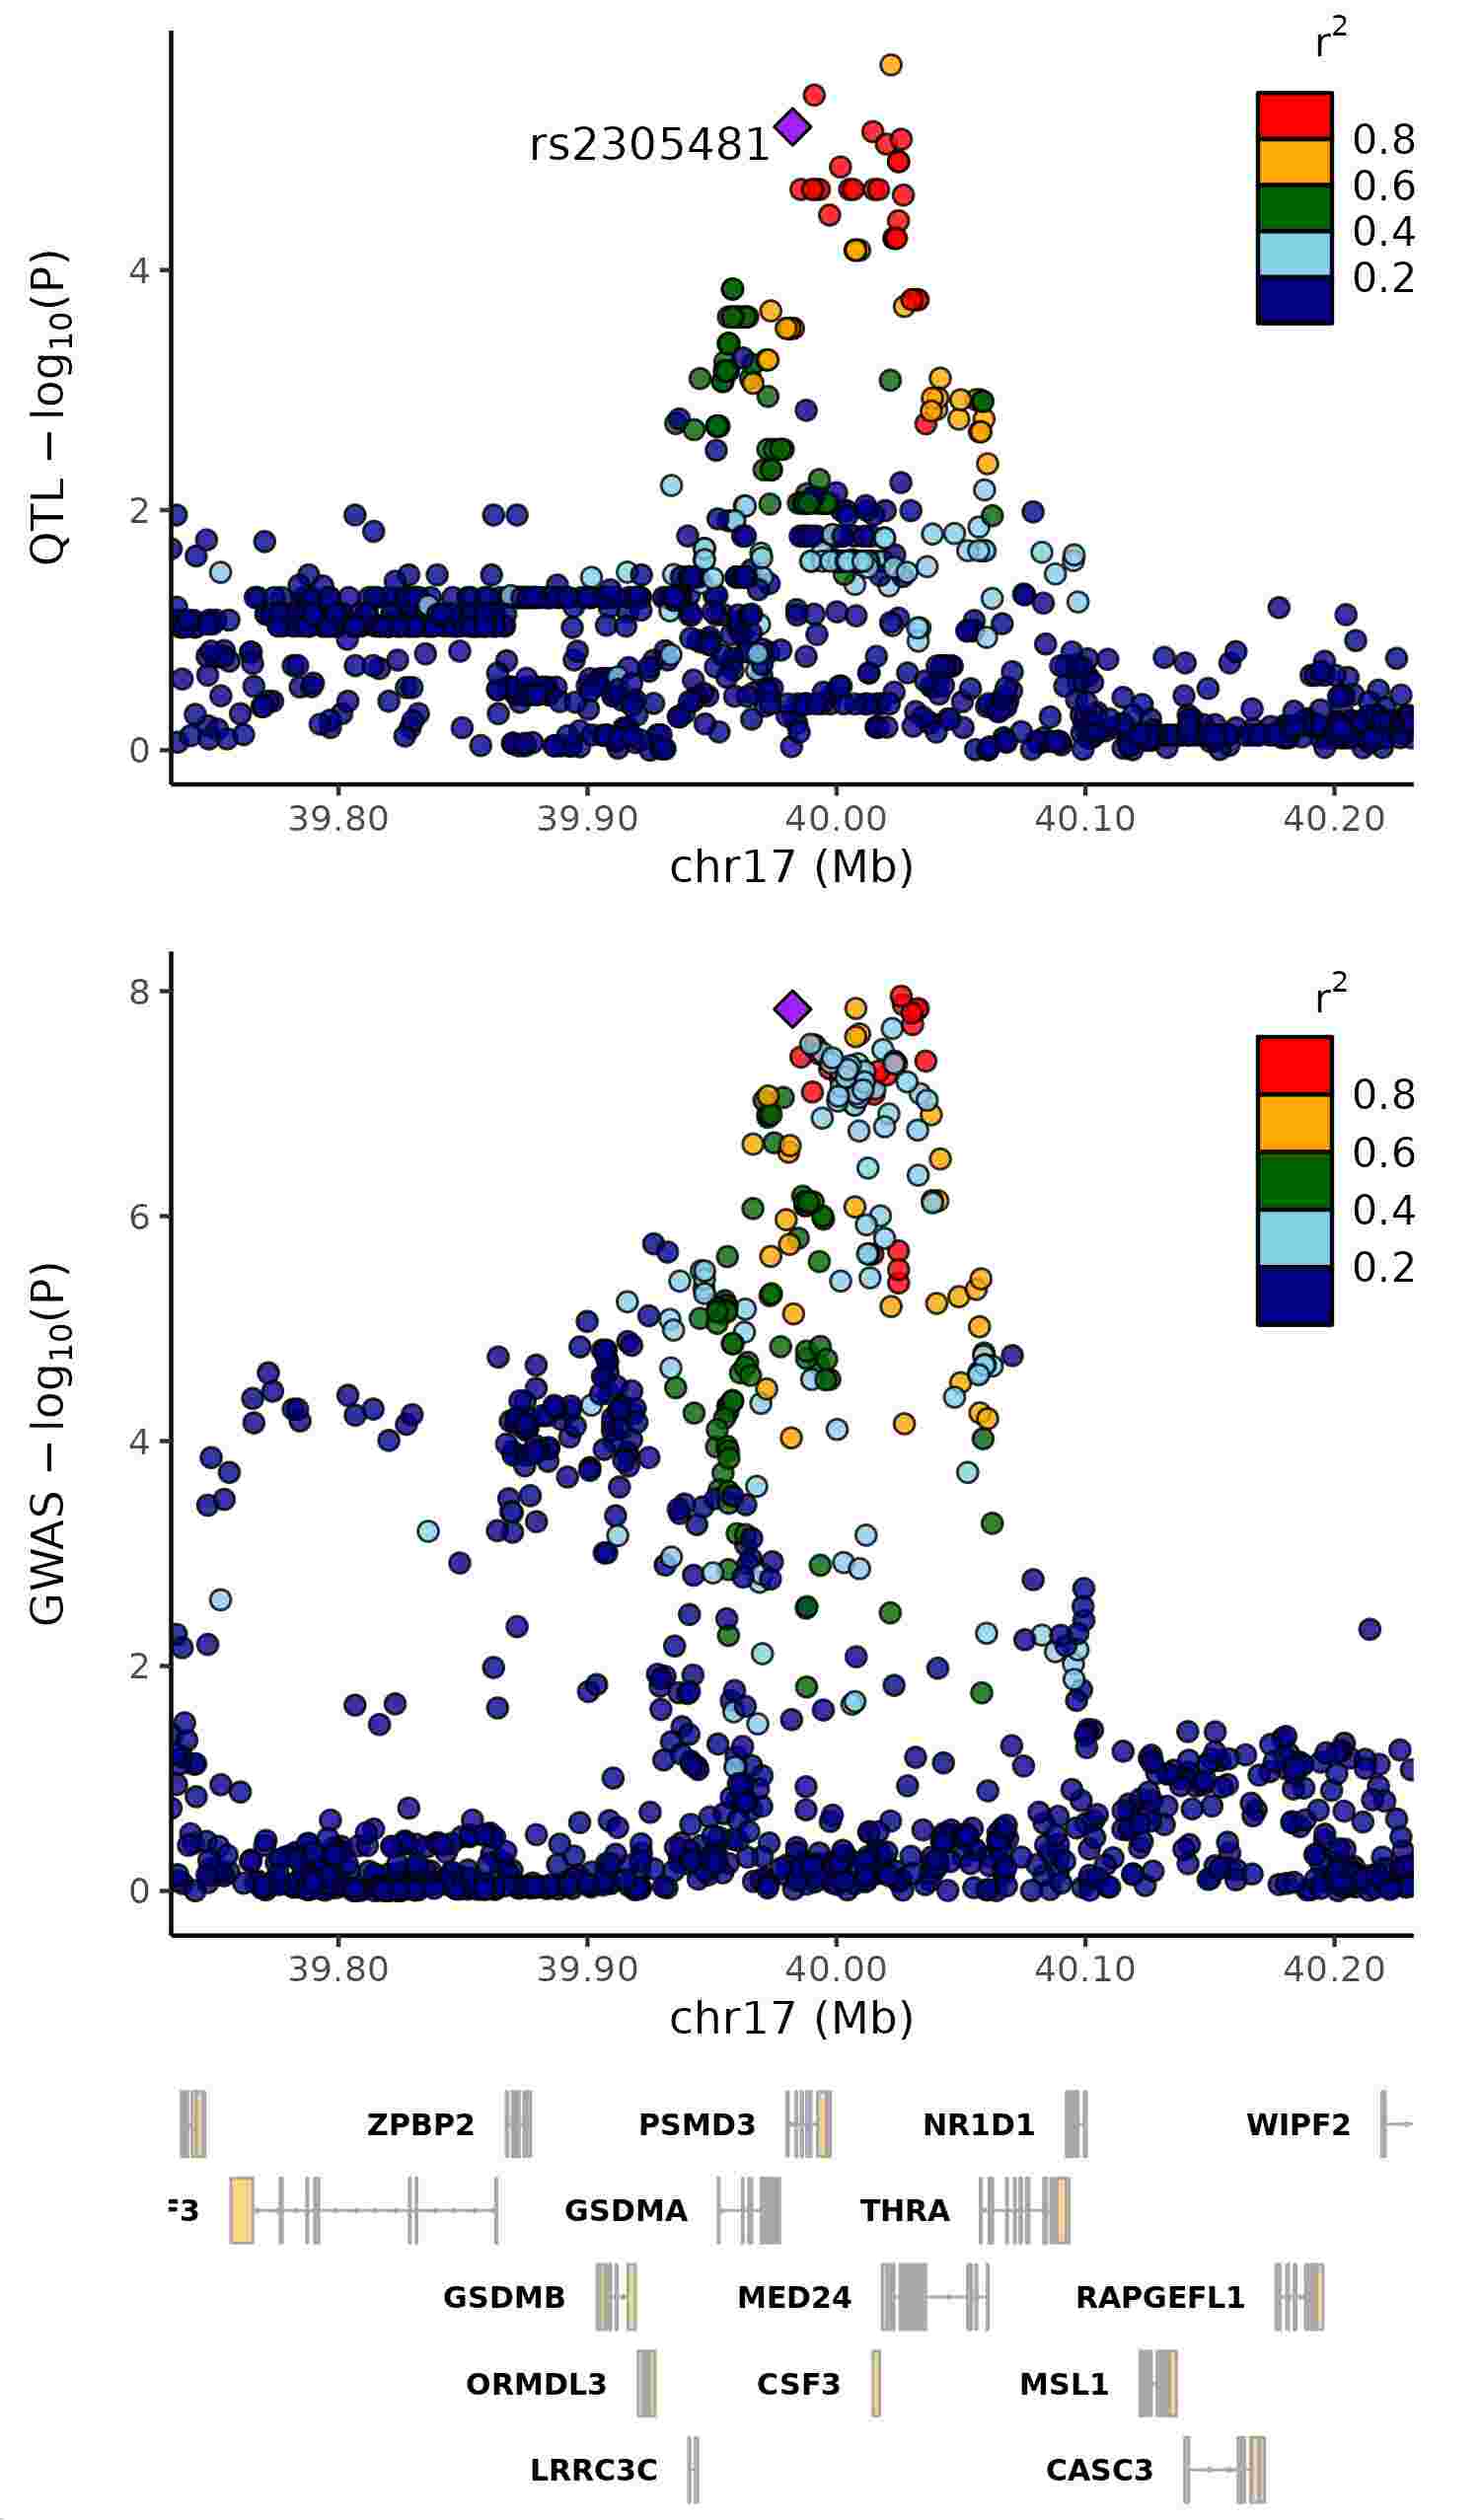 r2
rs2305481
0.8
0.6
0.4
0.2
4
2
0
QTL − log10(P)
39.80 39.90 40.00 40.10 40.20
chr17 (Mb)
r2
0.8
0.6
0.4
0.2
8
6
4
2
0
GWAS − log10(P)
39.80 39.90 40.00 40.10 40.20
chr17 (Mb)
ZPBP2 PSMD3 NR1D1 WIPF2
F3 GSDMA THRA
GSDMB MED24 RAPGEFL1
ORMDL3 CSF3 MSL1
LRRC3C CASC3